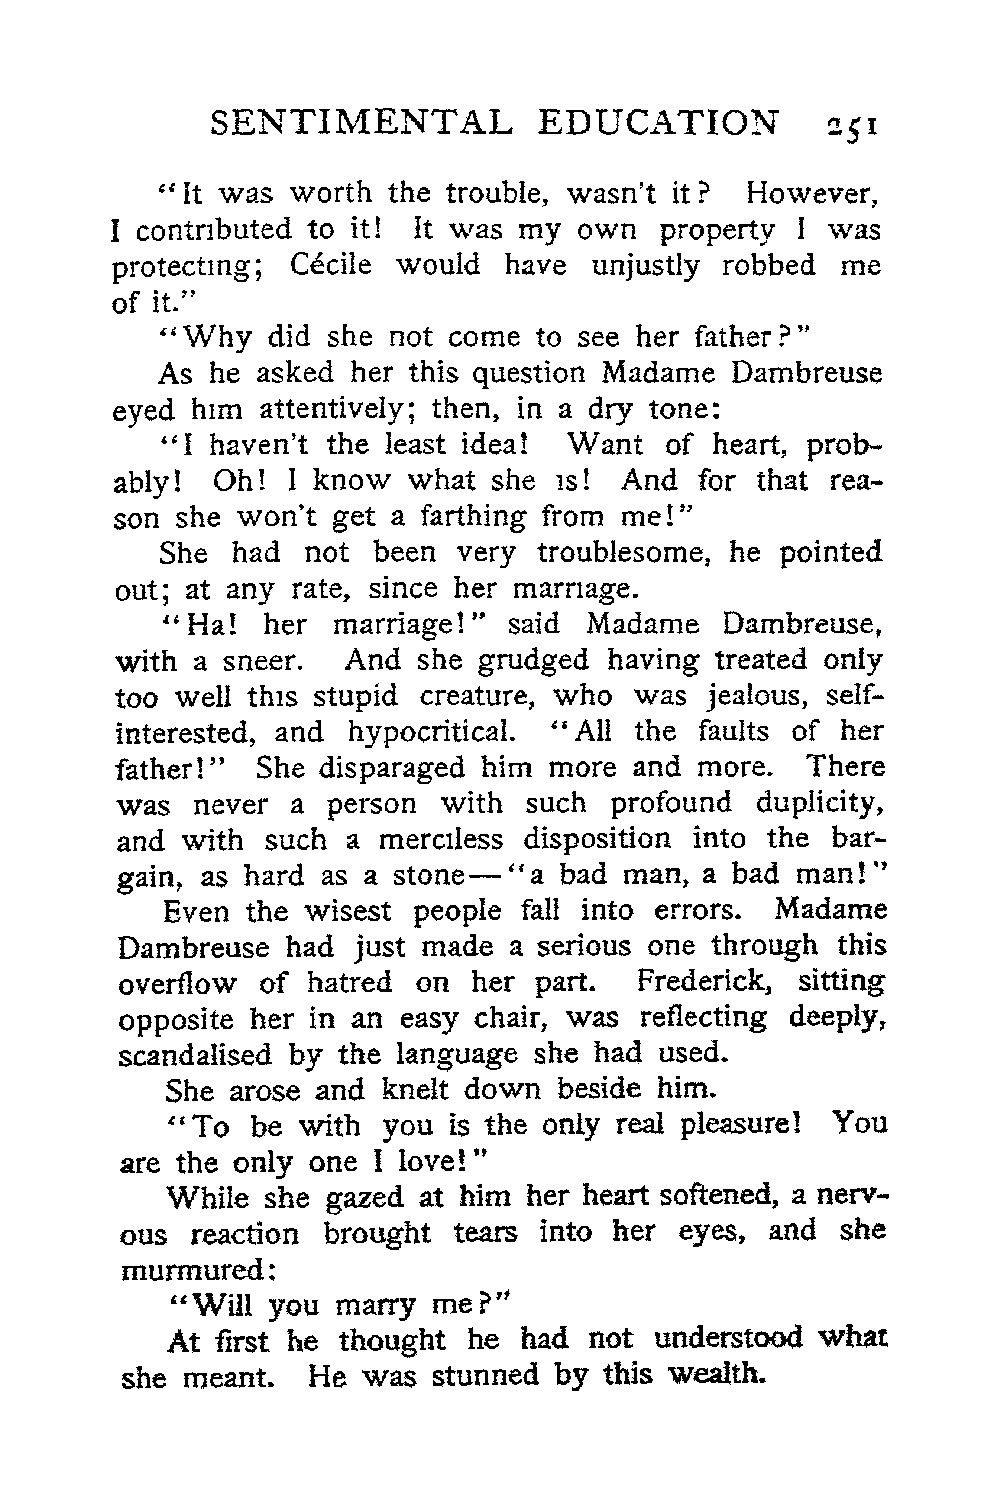 SENTIMENTAL EDUCATION 251
"It was worth the trouble, wasn't it? However,
I contributed to it! It was my own property I was
protecting; Cécile would have unjustly robbed me
of it."
"Why did she not come to see her father?"
As he asked her this question Madame Dambreuse
eyed him attentively; then, in a dry tone:
"I haven't the least idea! Want of heart, prob-
ably! Oh! I know what she is! And for that rea-
son she won't get a farthing from me!"
She had not been very troublesome, he pointed
out; at any rate, since her marriage.
"Ha! her marriage!" said Madame Dambreuse,
with a sneer. And she grudged having treated only
too well this stupid creature, who was jealous, self-
interested, and hypocritical. "All the faults of her
father!" She disparaged him more and more. There
was never a person with such profound duplicity,
and with such a merciless disposition into the bar-
gain, as hard as a stone—"a bad man, a bad man!"
Even the wisest people fall into errors. Madame
Dambreuse had just made a serious one through this
overflow of hatred on her part. Frederick, sitting
opposite her in an easy chair, was reflecting deeply,
scandalised by the language she had used.
She arose and knelt down beside him.
"To be with you is the only real pleasure! You
are the only one I love!"
While she gazed at him her heart softened, a nerv-
ous reaction brought tears into her eyes, and she
murmured:
"Will you marry me?"
At first he thought he had not understood what
she meant. He was stunned by this wealth.